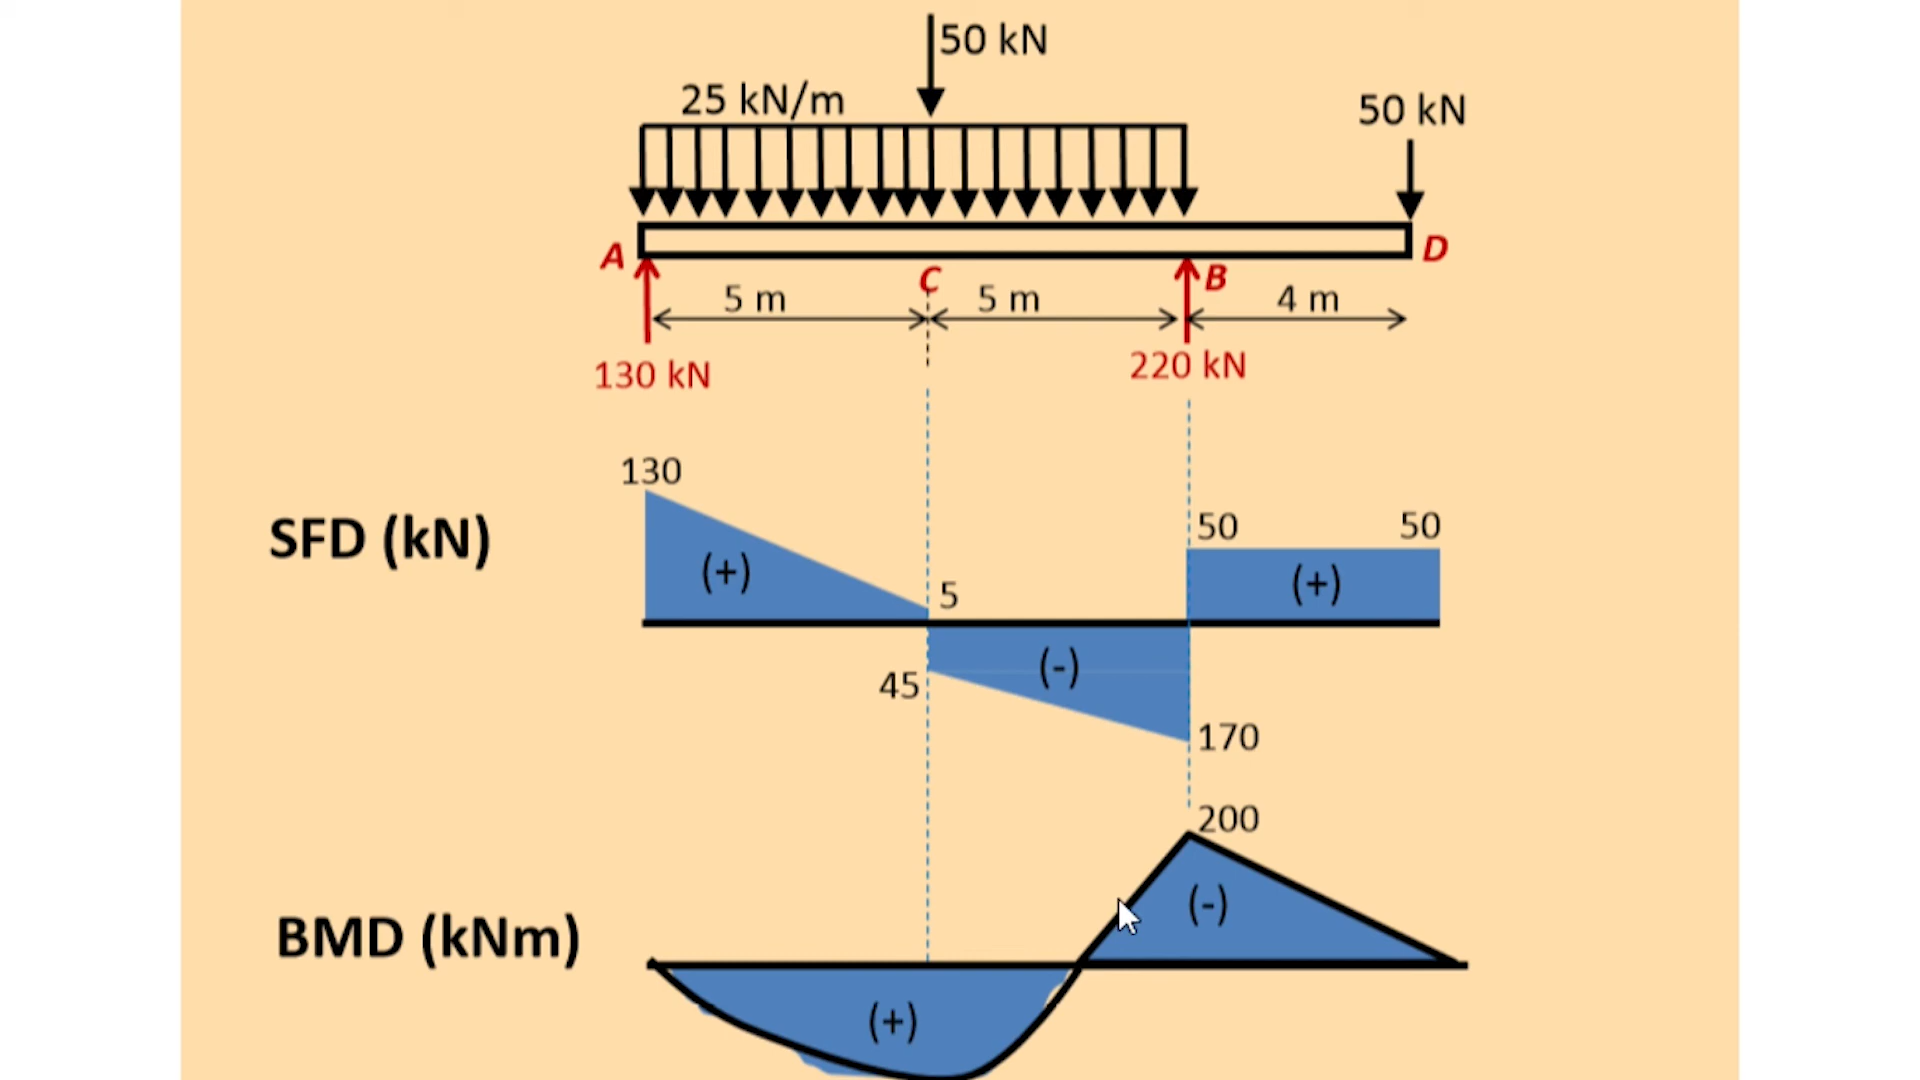 50 kN
25 kN/m
50 kN
A
C
B
D
5 m
5 m
4 m
130 kN
220 kN
130
SFD (kN)
(+)
5
50
50
(+)
(-)
45
170
200
BMD (kNm)
(-)
(+)